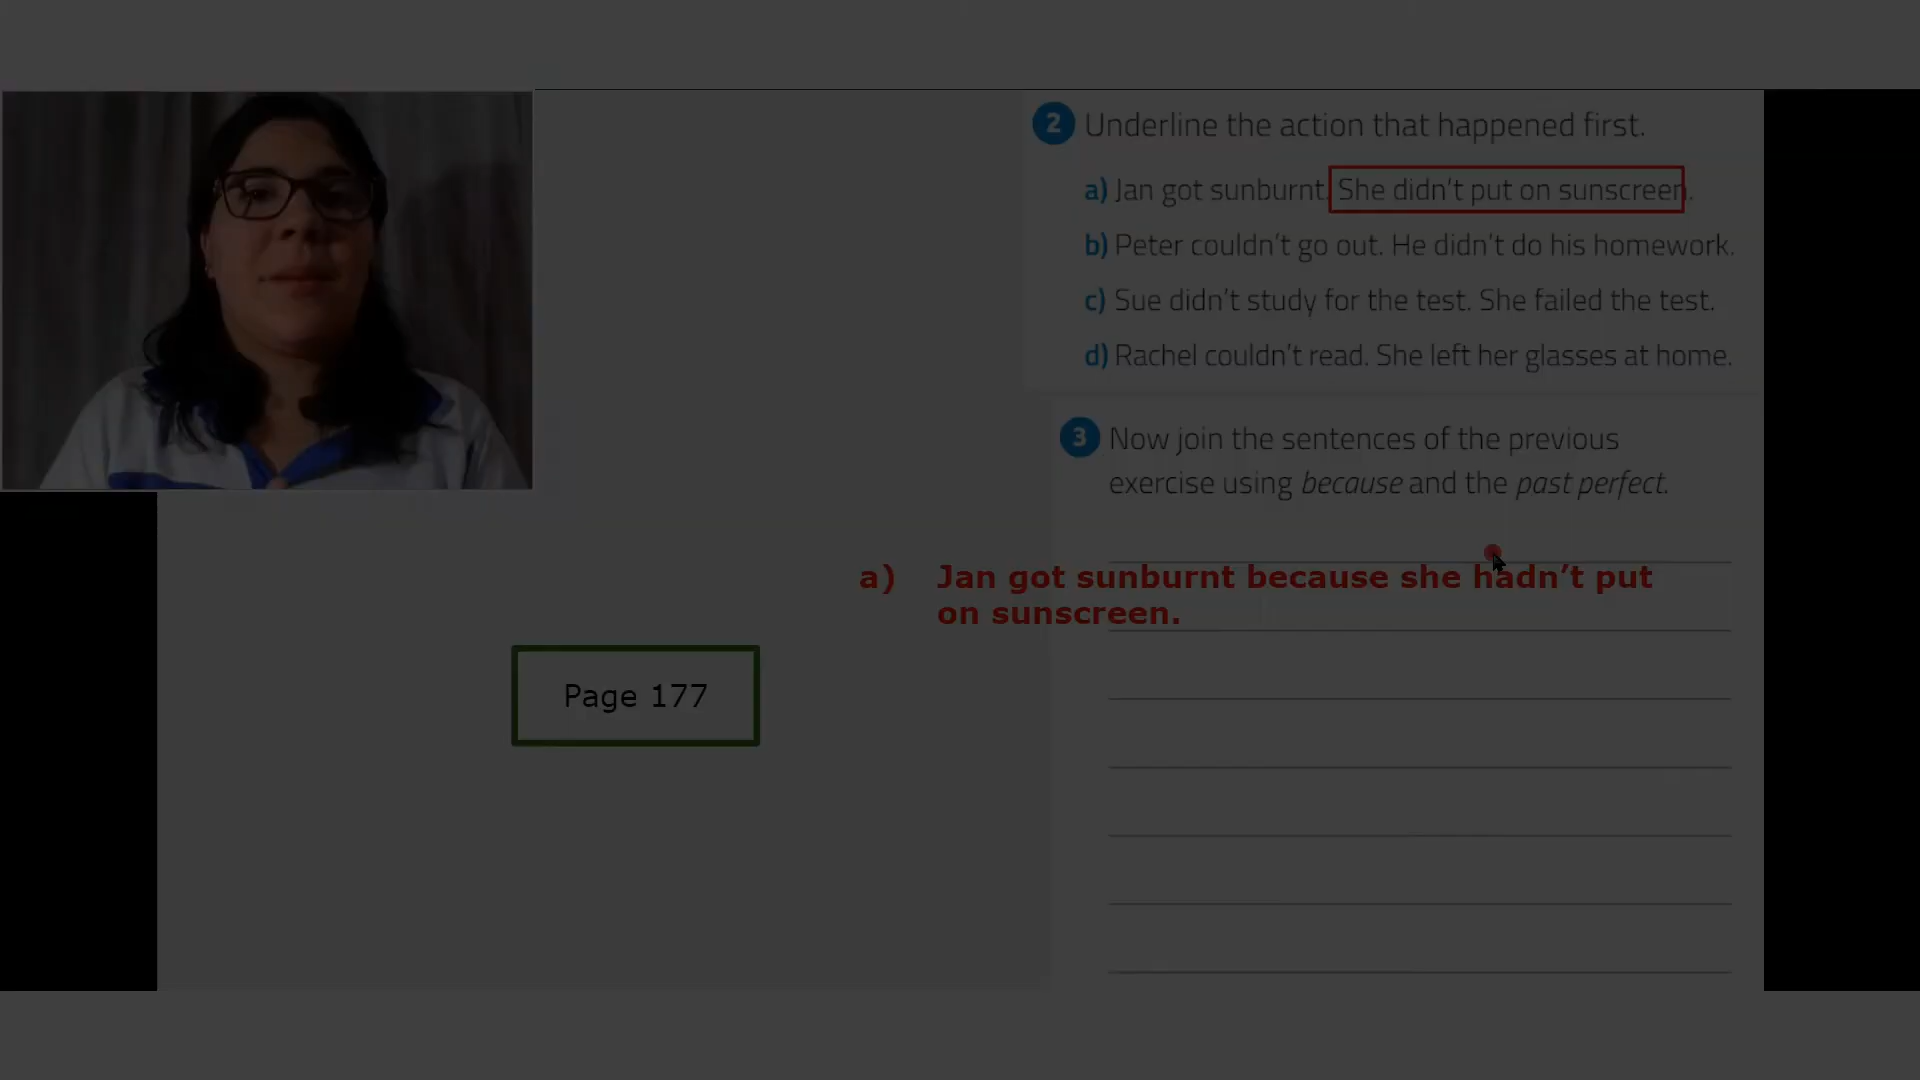 2 Underline the action that happened first.
a) Jan got sunburnt. She didn't put on sunscreen.
b) Peter couldn't go out. He didn't do his homework.
c) Sue didn't study for the test. She failed the test.
d) Rachel couldn't read. She left her glasses at home.
3 Now join the sentences of the previous
exercise using because and the past perfect.
a) Jan got sunburnt because she hadn't put
on sunscreen.
Page 177